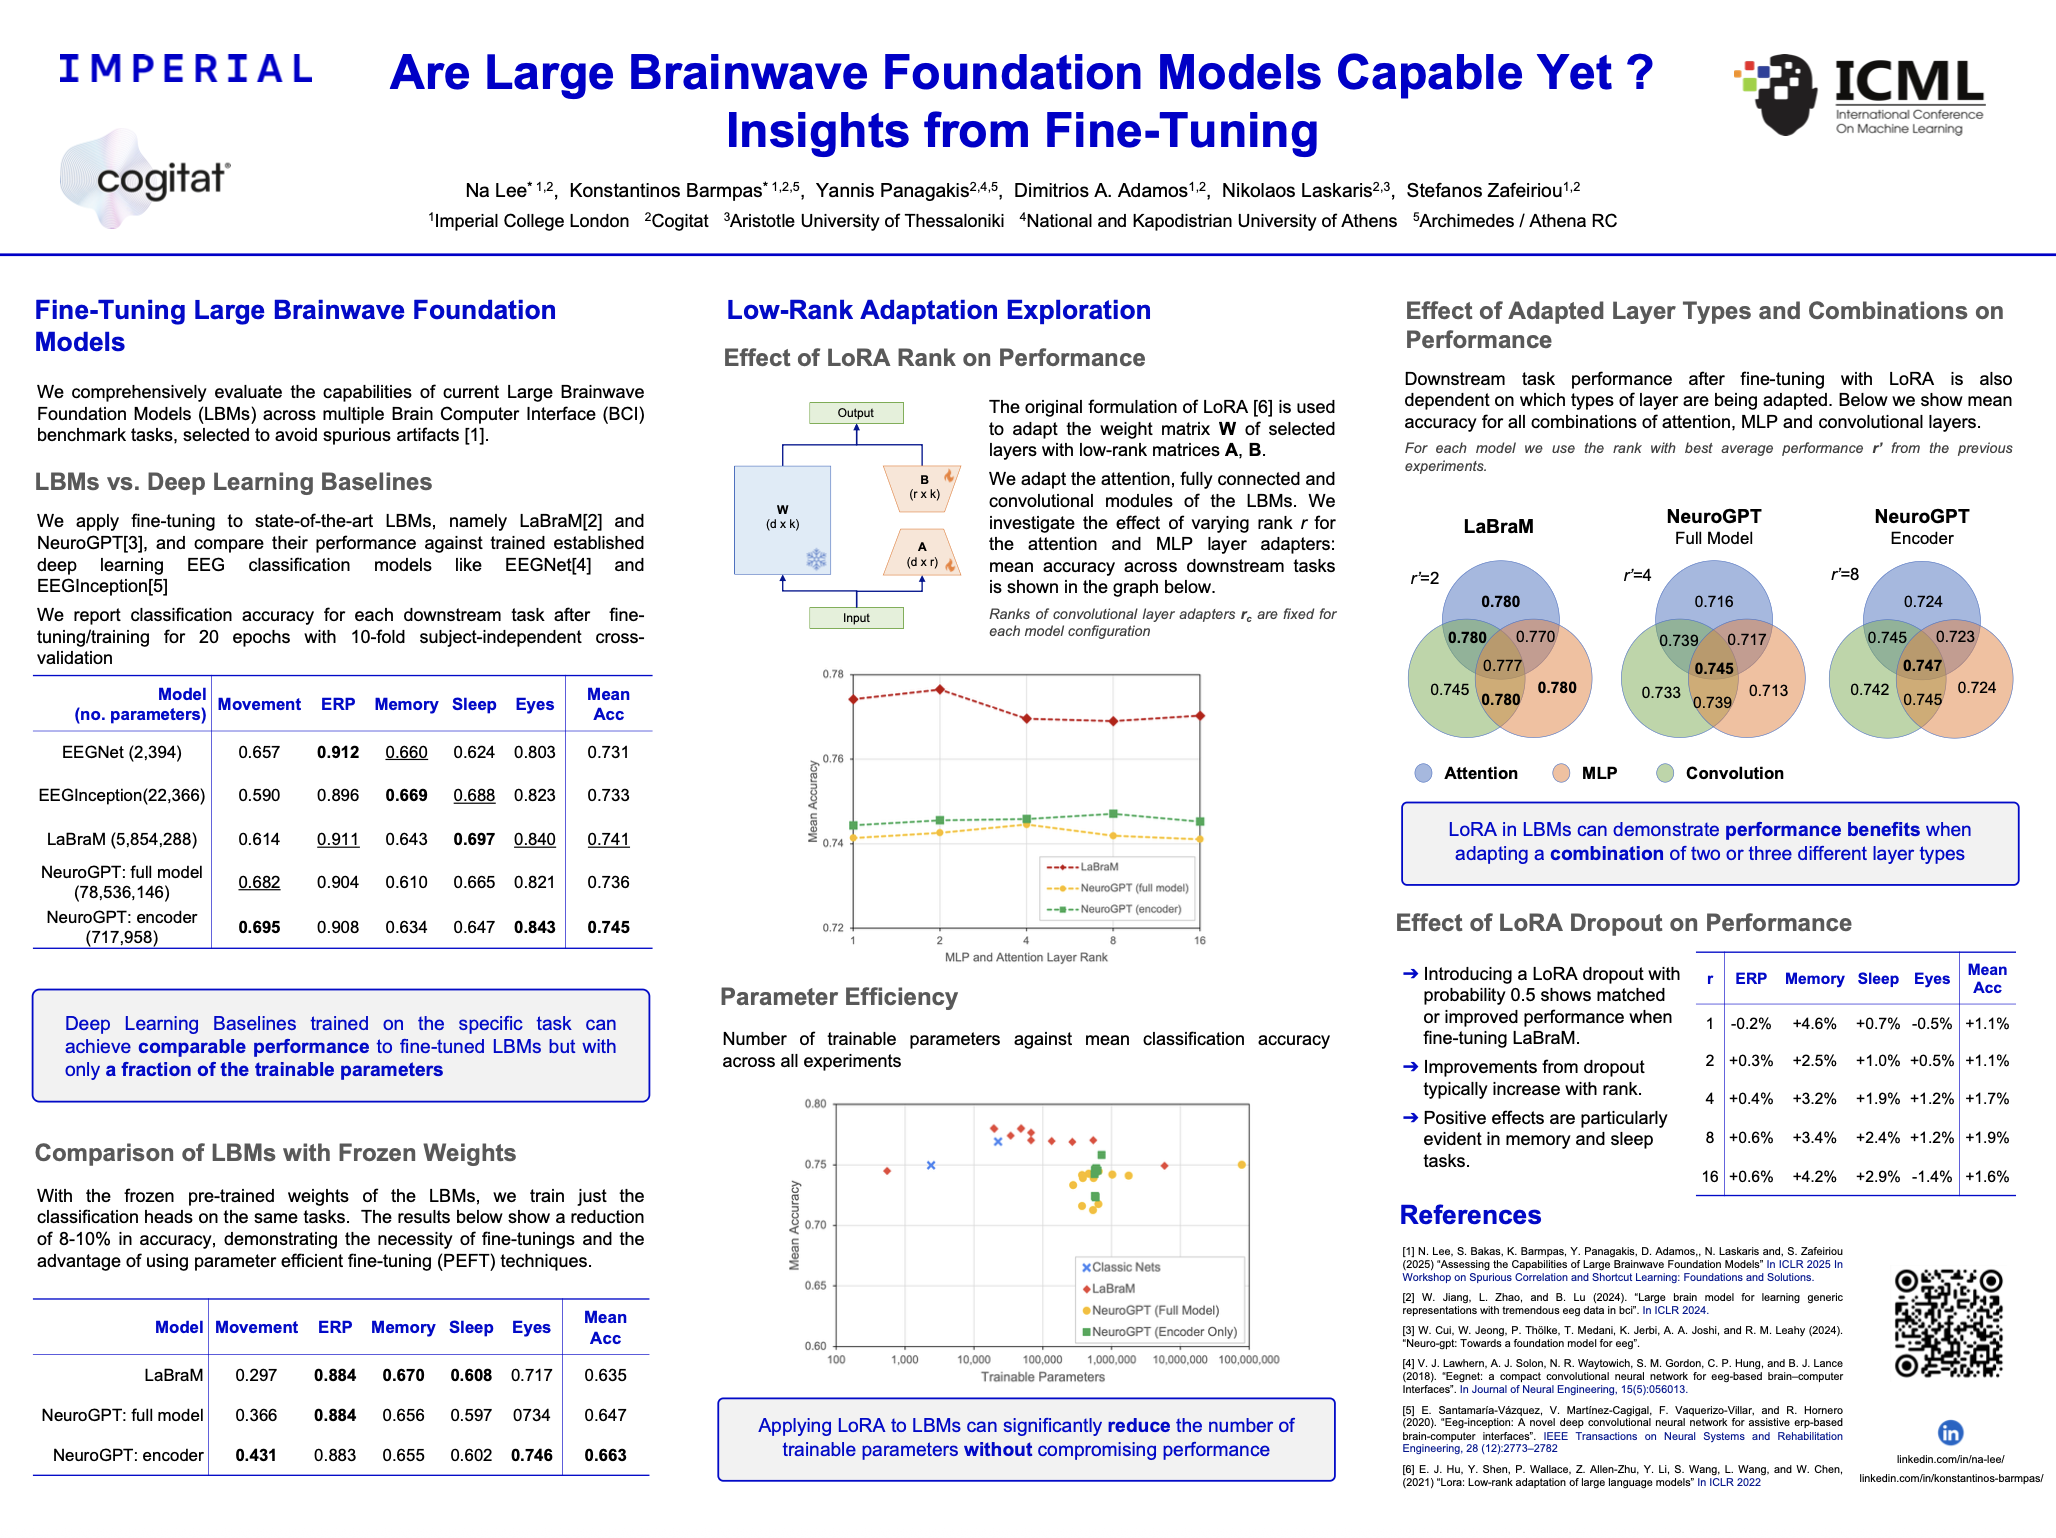 IMPERIAL
cogitat®
Are Large Brainwave Foundation Models Capable Yet ?
Insights from Fine-Tuning
ICML
International Conference
On Machine Learning
Na Lee* 1,2, Konstantinos Barmpas* 1,2,5, Yannis Panagakis2,4,5, Dimitrios A. Adamos1,2, Nikolaos Laskaris2,3, Stefanos Zafeiriou1,2
1Imperial College London 2Cogitat 3Aristotle University of Thessaloniki 4National and Kapodistrian University of Athens 5Archimedes / Athena RC
Fine-Tuning Large Brainwave Foundation
Models
We comprehensively evaluate the capabilities of current Large Brainwave
Foundation Models (LBMs) across multiple Brain Computer Interface (BCI)
benchmark tasks, selected to avoid spurious artifacts [1].
LBMs vs. Deep Learning Baselines
We apply fine-tuning to state-of-the-art LBMs, namely LaBraM[2] and
NeuroGPT[3], and compare their performance against trained established
deep learning EEG classification models like EEGNet[4] and
EEGInception[5]
We report classification accuracy for each downstream task after fine-
tuning/training for 20 epochs with 10-fold subject-independent cross-
validation
Model
(no. parameters) Movement ERP Memory Sleep Eyes Mean
Acc
EEGNet (2,394) 0.657 0.912 0.660 0.624 0.803 0.731
EEGInception(22,366) 0.590 0.896 0.669 0.688 0.823 0.733
LaBraM (5,854,288) 0.614 0.911 0.643 0.697 0.840 0.741
NeuroGPT: full model
(78,536,146) 0.682 0.904 0.610 0.665 0.821 0.736
NeuroGPT: encoder
(717,958) 0.695 0.908 0.634 0.647 0.843 0.745
Deep Learning Baselines trained on the specific task can
achieve comparable performance to fine-tuned LBMs but with
only a fraction of the trainable parameters
Comparison of LBMs with Frozen Weights
With the frozen pre-trained weights of the LBMs, we train just the
classification heads on the same tasks. The results below show a reduction
of 8-10% in accuracy, demonstrating the necessity of fine-tunings and the
advantage of using parameter efficient fine-tuning (PEFT) techniques.
Model Movement ERP Memory Sleep Eyes Mean
Acc
LaBraM 0.297 0.884 0.670 0.608 0.717 0.635
NeuroGPT: full model 0.366 0.884 0.656 0.597 0734 0.647
NeuroGPT: encoder 0.431 0.883 0.655 0.602 0.746 0.663
Low-Rank Adaptation Exploration
Effect of LoRA Rank on Performance
Output
W
(d x k)
B
(r x k)
A
(d x r)
Input
The original formulation of LoRA [6] is used
to adapt the weight matrix W of selected
layers with low-rank matrices A, B.
We adapt the attention, fully connected and
convolutional modules of the LBMs. We
investigate the effect of varying rank r for
the attention and MLP layer adapters:
mean accuracy across downstream tasks
is shown in the graph below.
Ranks of convolutional layer adapters rc are fixed for
each model configuration
0.78
0.76
0.74
0.72
Mean Accuracy
LaBraM
NeuroGPT (full model)
NeuroGPT (encoder)
1 2 4 8 16
MLP and Attention Layer Rank
Parameter Efficiency
Number of trainable parameters against mean classification accuracy
across all experiments
0.80
0.75
0.70
0.65
0.60
Mean Accuracy
Classic Nets
LaBraM
NeuroGPT (Full Model)
NeuroGPT (Encoder Only)
100 1,000 10,000 100,000 1,000,000 10,000,000 100,000,000
Trainable Parameters
Applying LoRA to LBMs can significantly reduce the number of
trainable parameters without compromising performance
Effect of Adapted Layer Types and Combinations on
Performance
Downstream task performance after fine-tuning with LoRA is also
dependent on which types of layer are being adapted. Below we show mean
accuracy for all combinations of attention, MLP and convolutional layers.
For each model we use the rank with best average performance r' from the previous
experiments.
LaBraM
r'=2
0.780
0.780 0.770
0.777
0.745 0.780
0.780
NeuroGPT
Full Model
r'=4
0.716
0.739 0.717
0.745
0.733 0.713
0.739
NeuroGPT
Encoder
r'=8
0.724
0.745 0.723
0.747
0.742 0.724
0.745
Attention MLP Convolution
LoRA in LBMs can demonstrate performance benefits when
adapting a combination of two or three different layer types
Effect of LoRA Dropout on Performance
➔ Introducing a LoRA dropout with
probability 0.5 shows matched
or improved performance when
fine-tuning LaBraM.
➔ Improvements from dropout
typically increase with rank.
➔ Positive effects are particularly
evident in memory and sleep
tasks.
r ERP Memory Sleep Eyes Mean
Acc
1 -0.2% +4.6% +0.7% -0.5% +1.1%
2 +0.3% +2.5% +1.0% +0.5% +1.1%
4 +0.4% +3.2% +1.9% +1.2% +1.7%
8 +0.6% +3.4% +2.4% +1.2% +1.9%
16 +0.6% +4.2% +2.9% -1.4% +1.6%
References
[1] N. Lee, S. Bakas, K. Barmpas, Y. Panagakis, D. Adamos,, N. Laskaris and, S. Zafeiriou
(2025) “Assessing the Capabilities of Large Brainwave Foundation Models” In ICLR 2025 In
Workshop on Spurious Correlation and Shortcut Learning: Foundations and Solutions.
[2] W. Jiang, L. Zhao, and B. Lu (2024). “Large brain model for learning generic
representations with tremendous eeg data in bci”. In ICLR 2024.
[3] W. Cui, W. Jeong, P. Thölke, T. Medani, K. Jerbi, A. A. Joshi, and R. M. Leahy (2024).
“Neuro-gpt: Towards a foundation model for eeg”.
[4] V. J. Lawhern, A. J. Solon, N. R. Waytowich, S. M. Gordon, C. P. Hung, and B. J. Lance
(2018). “Eegnet: a compact convolutional neural network for eeg-based brain–computer
Interfaces”. In Journal of Neural Engineering, 15(5):056013.
[5] E. Santamaría-Vázquez, V. Martínez-Cagigal, F. Vaquerizo-Villar, and R. Hornero
(2020). “Eeg-inception: A novel deep convolutional neural network for assistive erp-based
brain-computer interfaces”. IEEE Transactions on Neural Systems and Rehabilitation
Engineering, 28 (12):2773–2782
[6] E. J. Hu, Y. Shen, P. Wallace, Z. Allen-Zhu, Y. Li, S. Wang, L. Wang, and W. Chen,
(2021) “Lora: Low-rank adaptation of large language models” In ICLR 2022
in
linkedin.com/in/na-lee/
linkedin.com/in/konstantinos-barmpas/